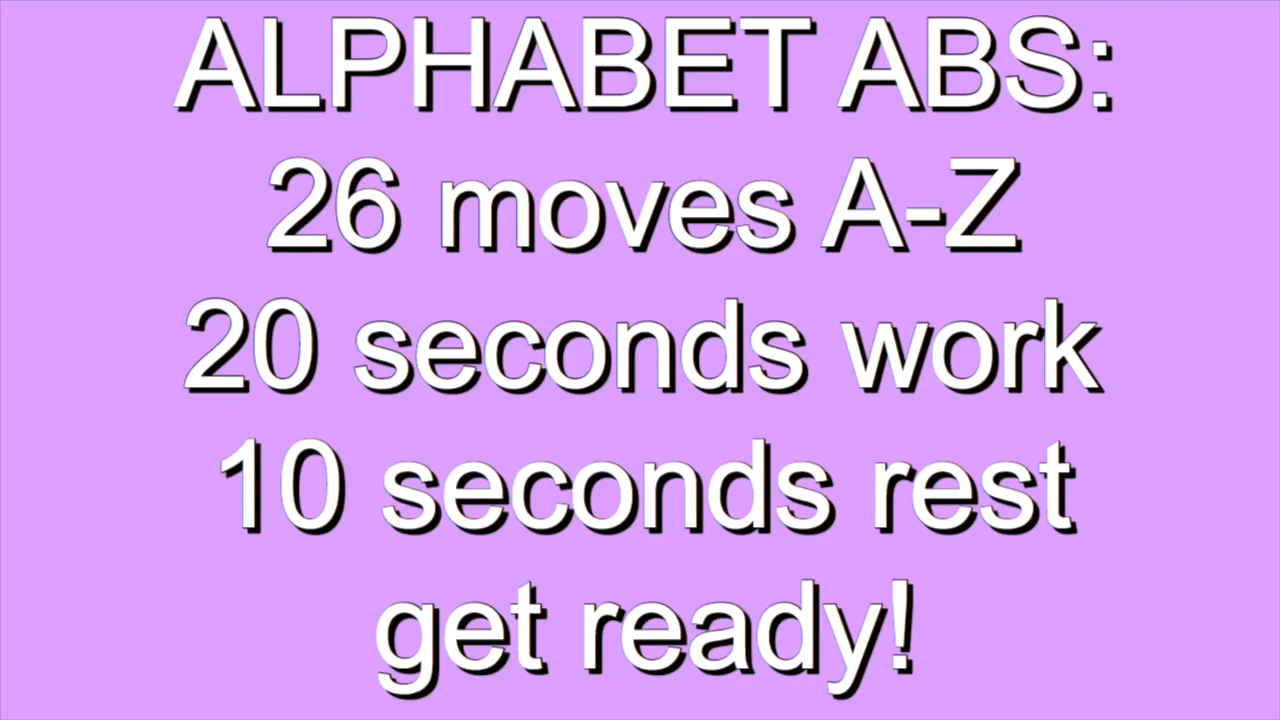 ALPHABET ABS:
26 moves A-Z
20 seconds work
10 seconds rest
get ready!